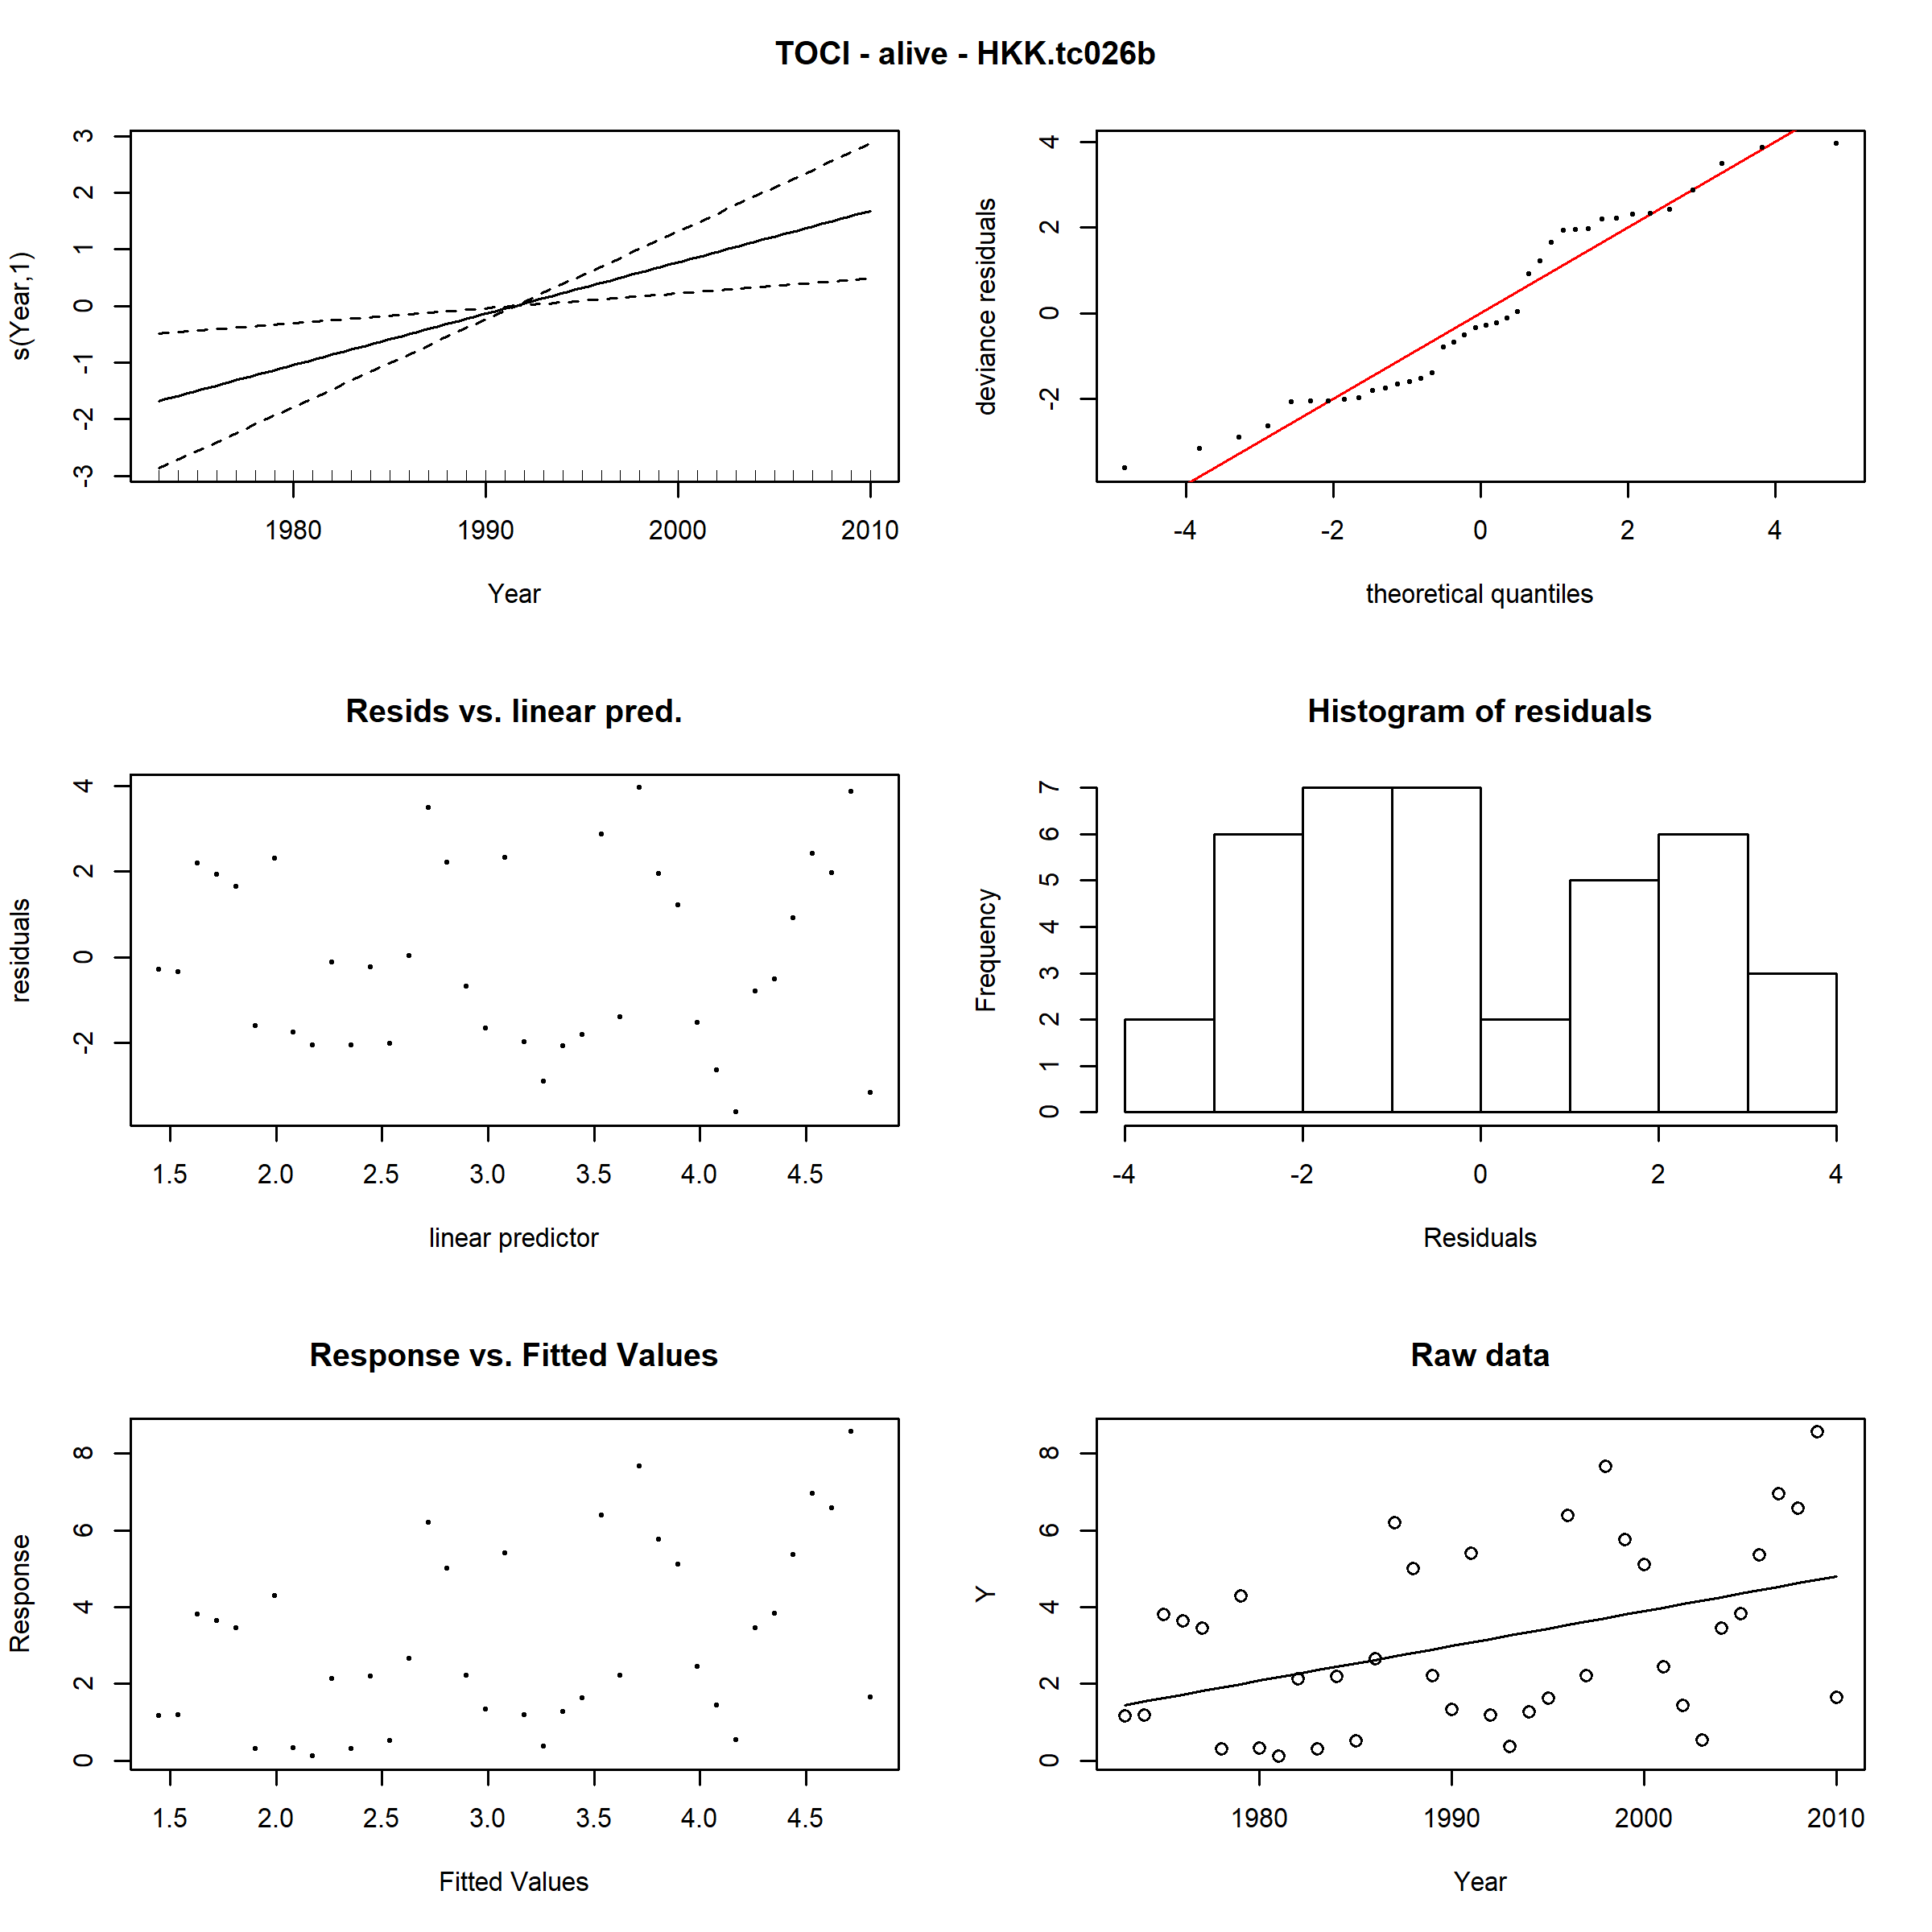 TOCI - alive - HKK.tc026b
s(Year,1)
3
2
1
0
-1
-2
-3
1980 1990 2000 2010
Year
deviance residuals
4
2
0
-2
-4 -2 0 2 4
theoretical quantiles
Resids vs. linear pred.
residuals
4
2
0
-2
1.5 2.0 2.5 3.0 3.5 4.0 4.5
linear predictor
Histogram of residuals
Frequency
7
6
5
4
3
2
1
0
-4 -2 0 2 4
Residuals
Response vs. Fitted Values
Response
8
6
4
2
0
1.5 2.0 2.5 3.0 3.5 4.0 4.5
Fitted Values
Raw data
Y
8
6
4
2
0
1980 1990 2000 2010
Year